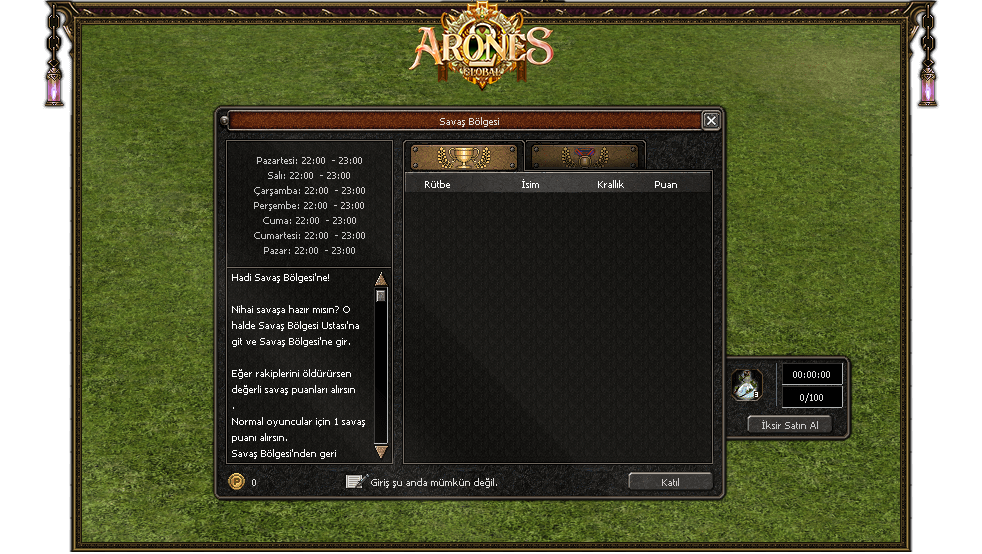 ARONES
2
GLOBAL
Savaş Bölgesi
Pazartesi: 22:00 - 23:00
Salı: 22:00 - 23:00
Çarşamba: 22:00 - 23:00
Perşembe: 22:00 - 23:00
Cuma: 22:00 - 23:00
Cumartesi: 22:00 - 23:00
Pazar: 22:00 - 23:00
Hadi Savaş Bölgesi'ne!
Nihai savaşa hazır mısın? O
halde Savaş Bölgesi Ustası'na
git ve Savaş Bölgesi'ne gir.
Eğer rakiplerini öldürürsen
değerli savaş puanları alırsın
.
Normal oyuncular için 1 savaş
puanı alırsın.
Savaş Bölgesi'nden geri
Rütbe İsim Krallık Puan
3
00:00:00
0/100
İksir Satın Al
P 0
Giriş şu anda mümkün değil.
Katıl